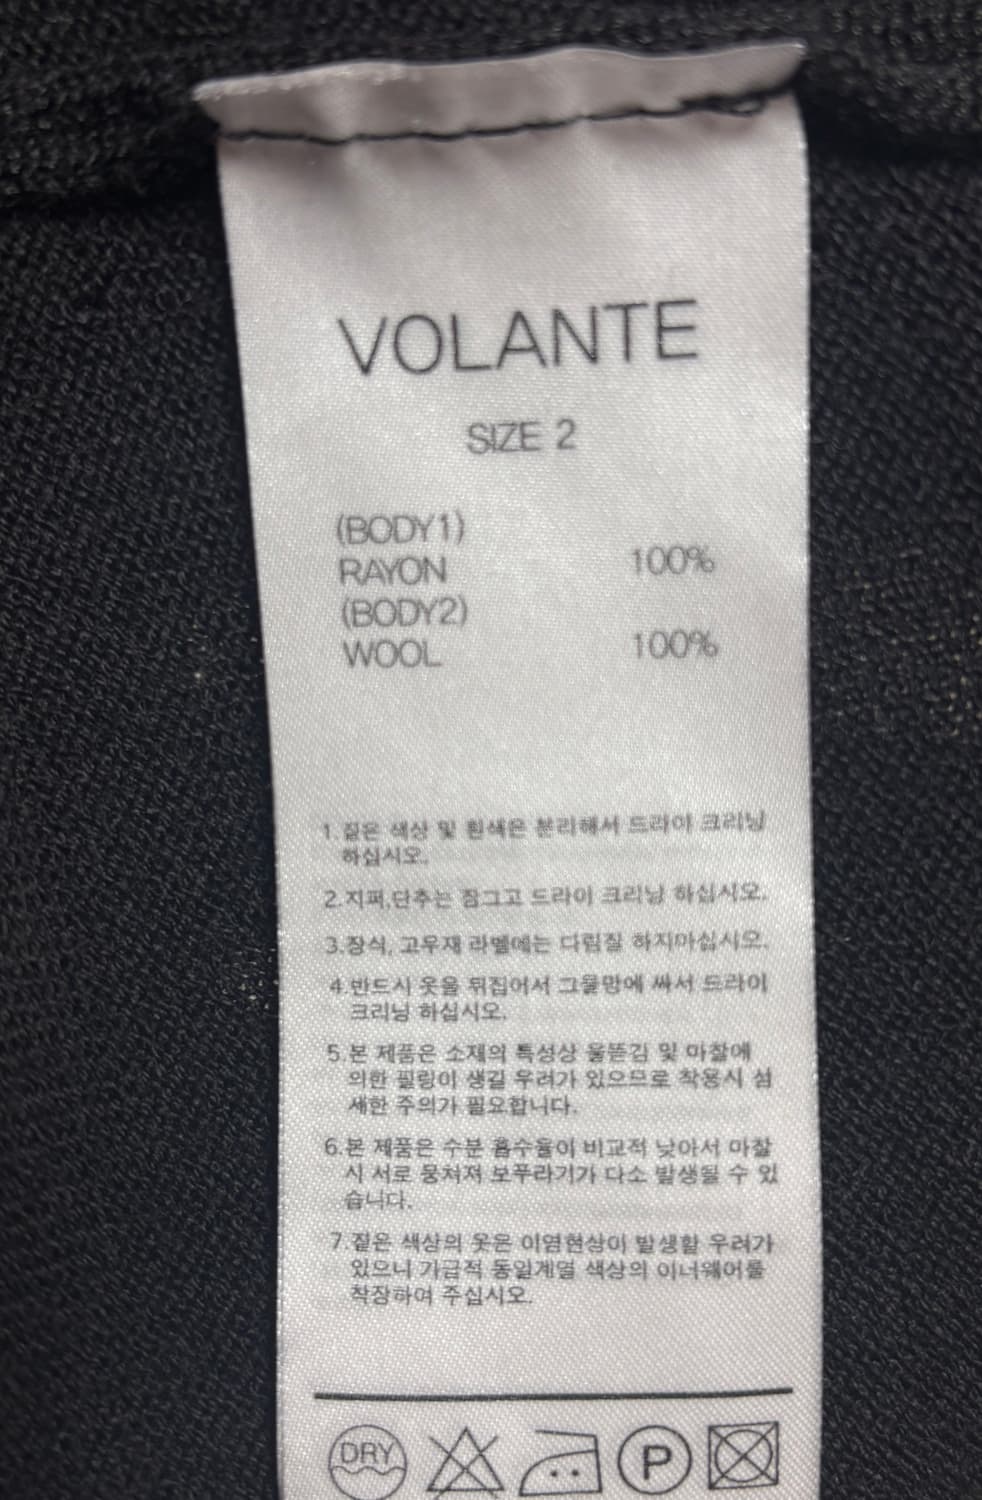 VOLANTE
SIZE 2
(BODY1)
RAYON 100%
(BODY2)
WOOL 100%
1.짙은 색상 및 흰색은 분리해서 드라이 크리닝
하십시오.
2.지퍼,단추는 잠그고 드라이 크리닝 하십시오.
3.장식, 고우재 라벨에는 다림질 하지마십시오.
4.반드시 옷을 뒤집어서 그물망에 싸서 드라이
크리닝 하십시오.
5.본 제품은 소재의 특성상 올뜯김 및 마찰에
의한 필링이 생길 우려가 있으므로 착용시 섬
세한 주의가 필요합니다.
6.본 제품은 수분 흡수율이 비교적 낮아서 마찰
시 서로 뭉쳐져 보푸라기가 다소 발생될 수 있
습니다.
7.짙은 색상의 옷은 이염현상이 발생할 우려가
있으니 가급적 동일계열 색상의 이너웨어를
착장하여 주십시오.
DRY P